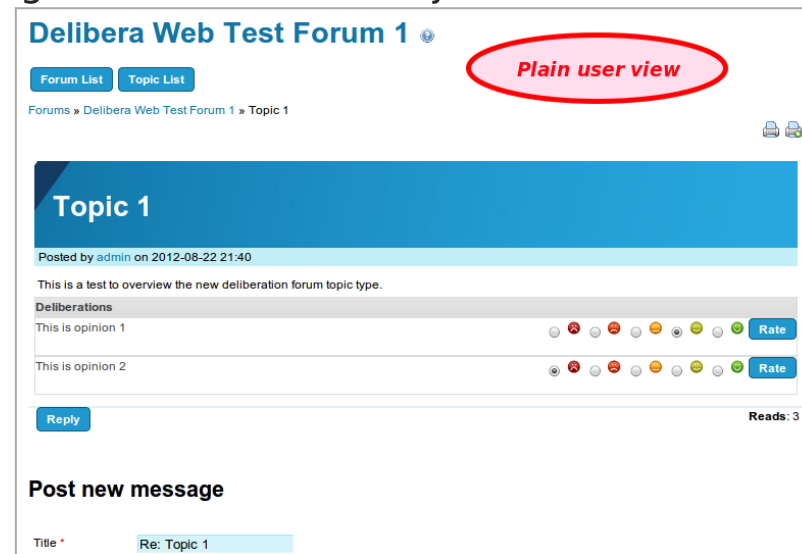 Delibera Web Test Forum 1
Plain user view
Forum List Topic List
Forums » Delibera Web Test Forum 1 » Topic 1
Topic 1
Posted by admin on 2012-08-22 21:40
This is a test to overview the new deliberation forum topic type.
Deliberations
This is opinion 1 Rate
This is opinion 2 Rate
Reply Reads: 3
Post new message
Title * Re: Topic 1